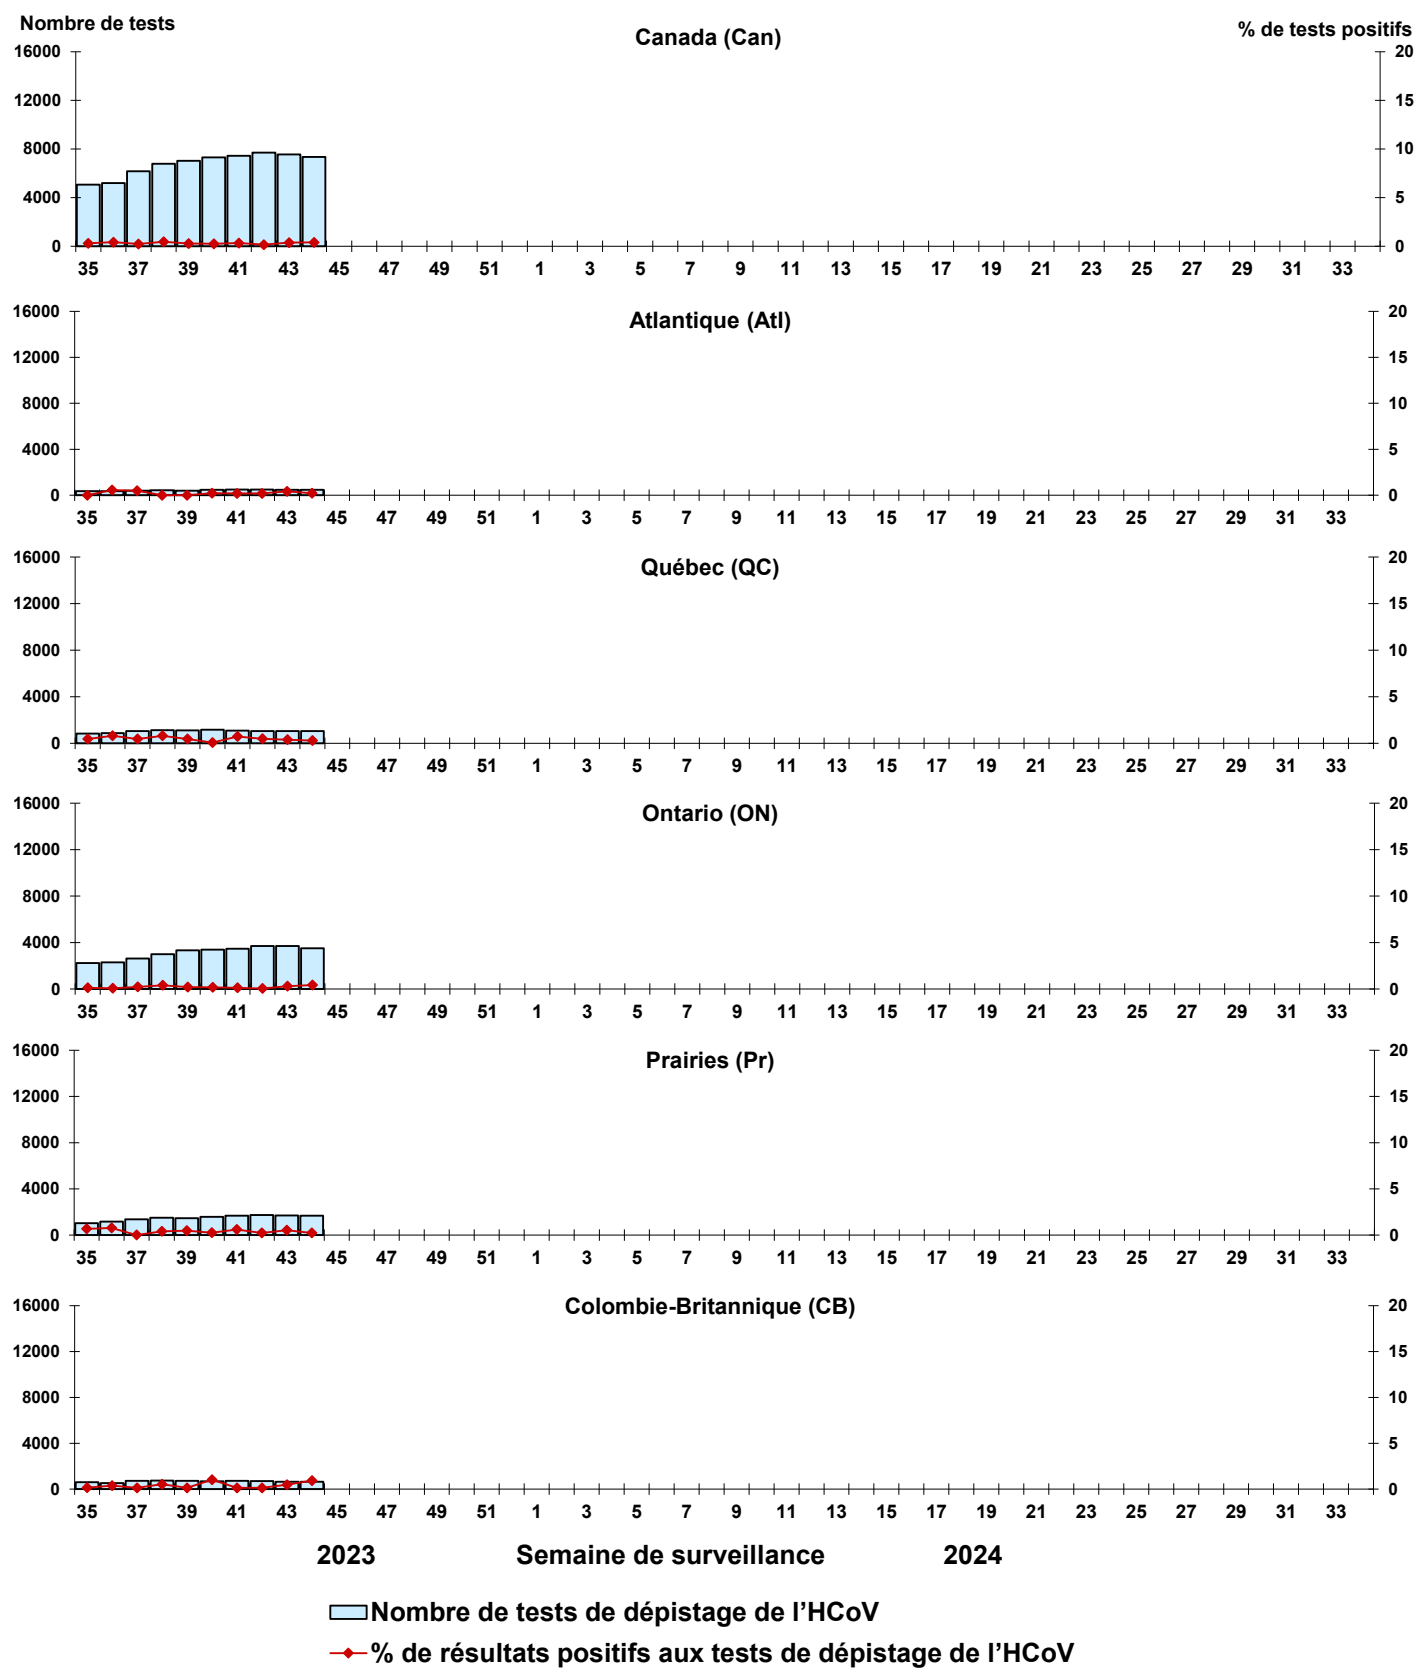 Nombre de tests
Canada (Can)
% de tests positifs
16000 20
12000 15
8000 10
4000 5
0 0
35 37 39 41 43 45 47 49 51 1 3 5 7 9 11 13 15 17 19 21 23 25 27 29 31 33
Atlantique (Atl)
16000 20
12000 15
8000 10
4000 5
0 0
35 37 39 41 43 45 47 49 51 1 3 5 7 9 11 13 15 17 19 21 23 25 27 29 31 33
Québec (QC)
16000 20
12000 15
8000 10
4000 5
0 0
35 37 39 41 43 45 47 49 51 1 3 5 7 9 11 13 15 17 19 21 23 25 27 29 31 33
Ontario (ON)
16000 20
12000 15
8000 10
4000 5
0 0
35 37 39 41 43 45 47 49 51 1 3 5 7 9 11 13 15 17 19 21 23 25 27 29 31 33
Prairies (Pr)
16000 20
12000 15
8000 10
4000 5
0 0
35 37 39 41 43 45 47 49 51 1 3 5 7 9 11 13 15 17 19 21 23 25 27 29 31 33
Colombie-Britannique (CB)
16000 20
12000 15
8000 10
4000 5
0 0
35 37 39 41 43 45 47 49 51 1 3 5 7 9 11 13 15 17 19 21 23 25 27 29 31 33
2023 Semaine de surveillance 2024
Nombre de tests de dépistage de l’HCoV
% de résultats positifs aux tests de dépistage de l’HCoV